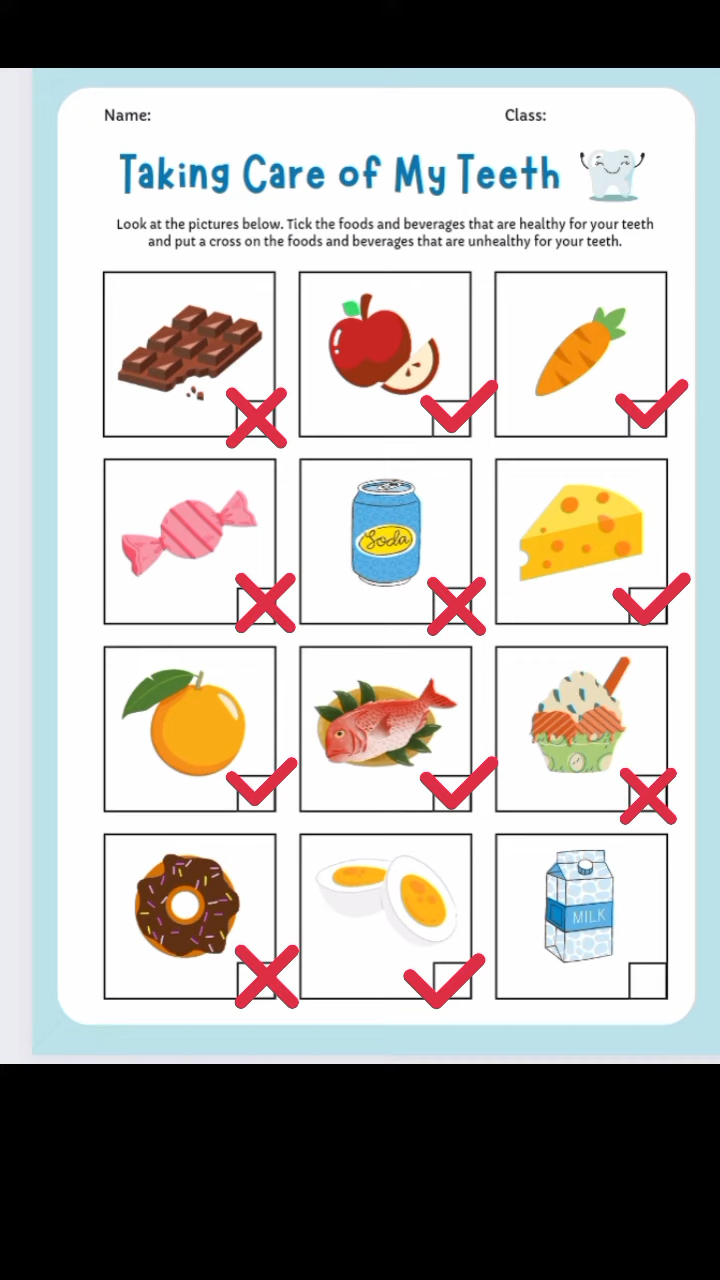 Name:
Class:
Taking Care of My Teeth
Look at the pictures below. Tick the foods and beverages that are healthy for your teeth
and put a cross on the foods and beverages that are unhealthy for your teeth.
Soda
MILK